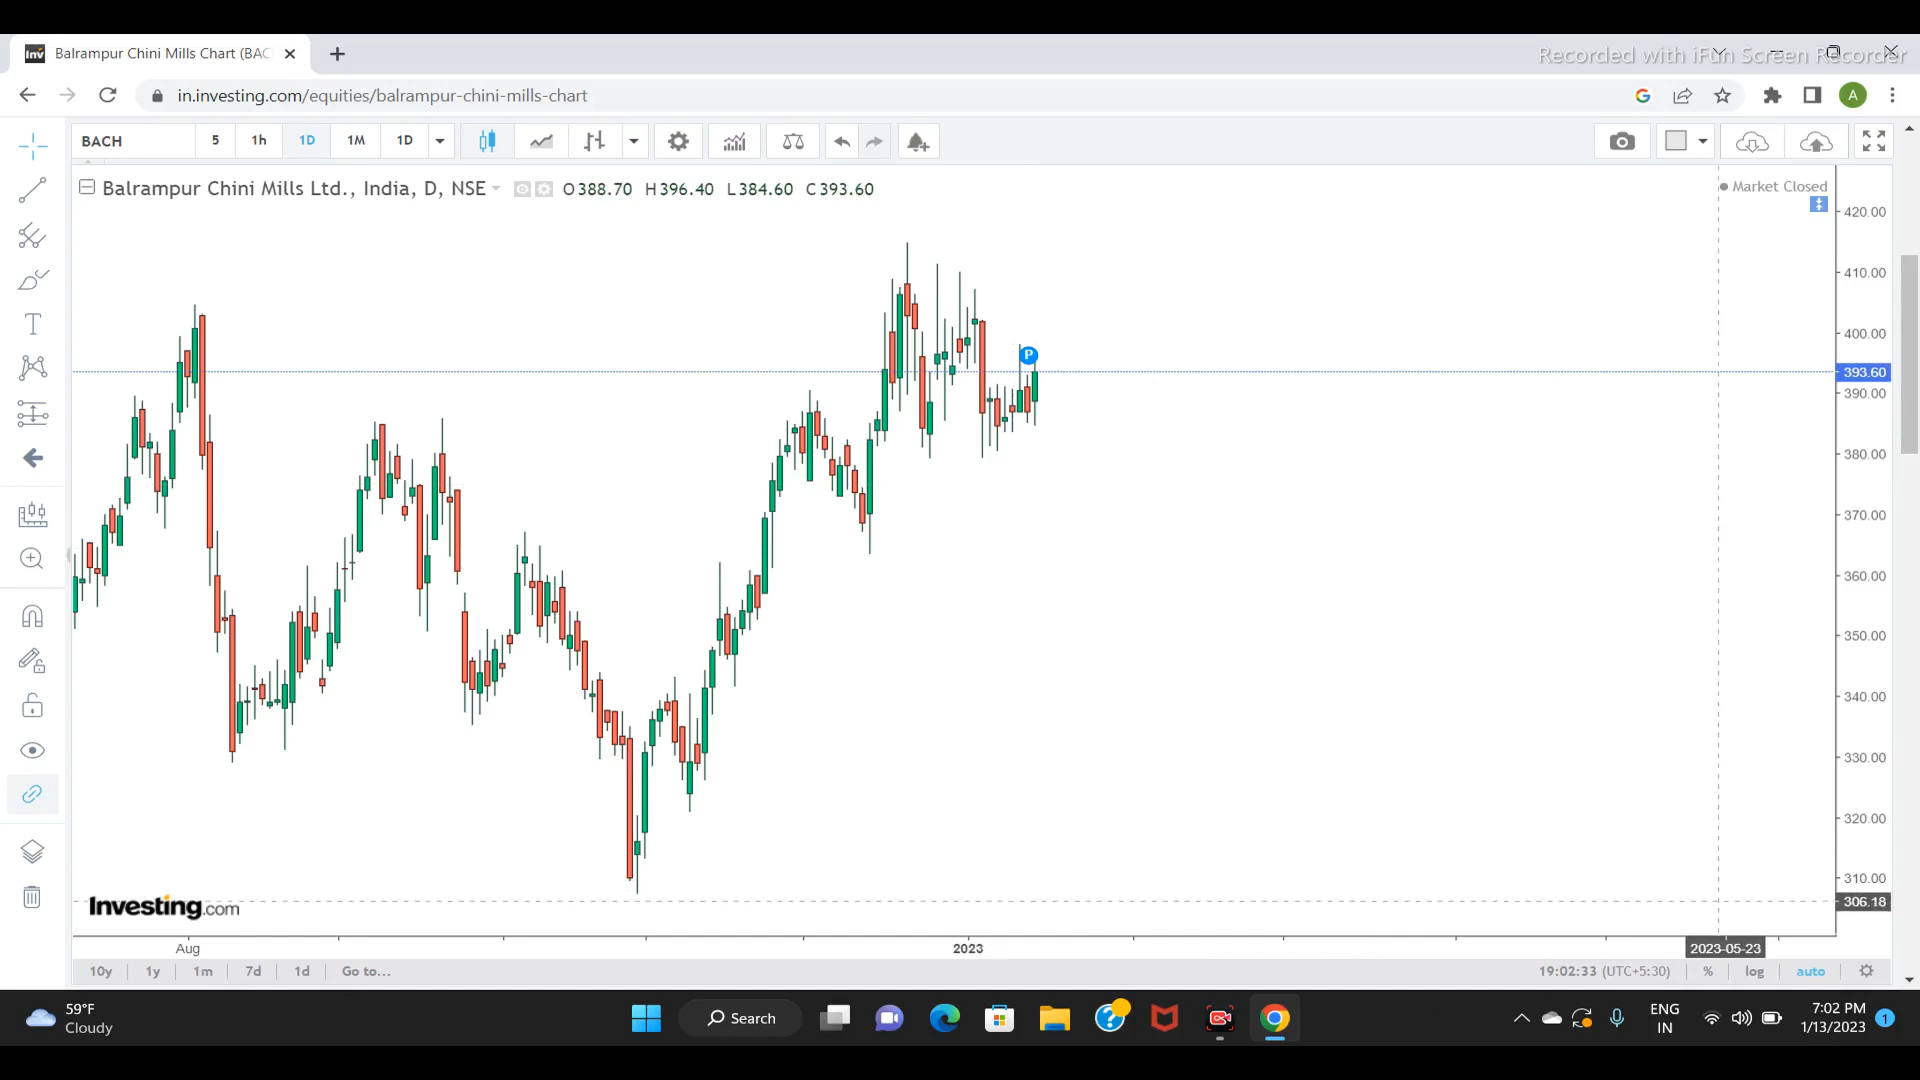 Balrampur Chini Mills Chart (BAC
Recorded with iFun Screen Recorder
in.investing.com/equities/balrampur-chini-mills-chart
A
BACH
5
1h
1D
1M
1D
Balrampur Chini Mills Ltd., India, D, NSE
O388.70 H396.40 L384.60 C393.60
Market Closed
420.00
410.00
400.00
P
393.60
390.00
380.00
370.00
360.00
350.00
340.00
330.00
320.00
310.00
306.18
Investing.com
Aug
2023
2023-05-23
10y
1y
1m
7d
1d
Go to...
19:02:33 (UTC+5:30)
%
log
auto
59°F
Cloudy
Search
ENG
IN
7:02 PM
1/13/2023
1